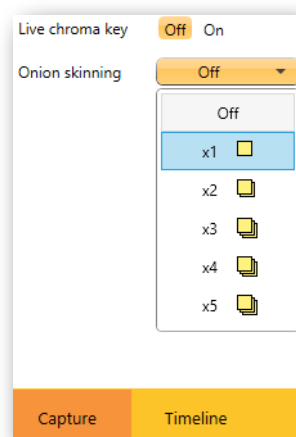 Live chroma key Off On
Onion skinning Off
Off
x1
x2
x3
x4
x5
Capture Timeline